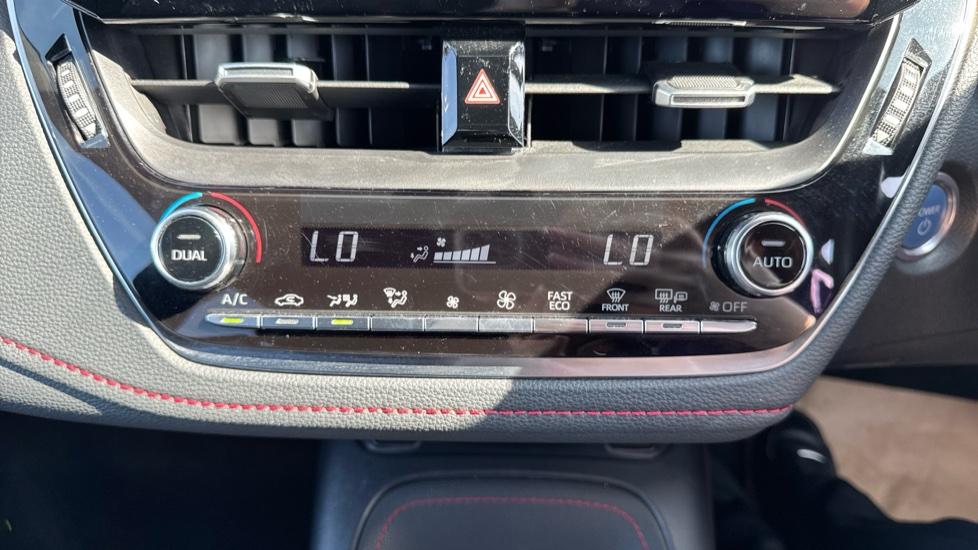 POWER
LO LO
DUAL
AUTO
A/C
FAST
ECO
FRONT
REAR
OFF